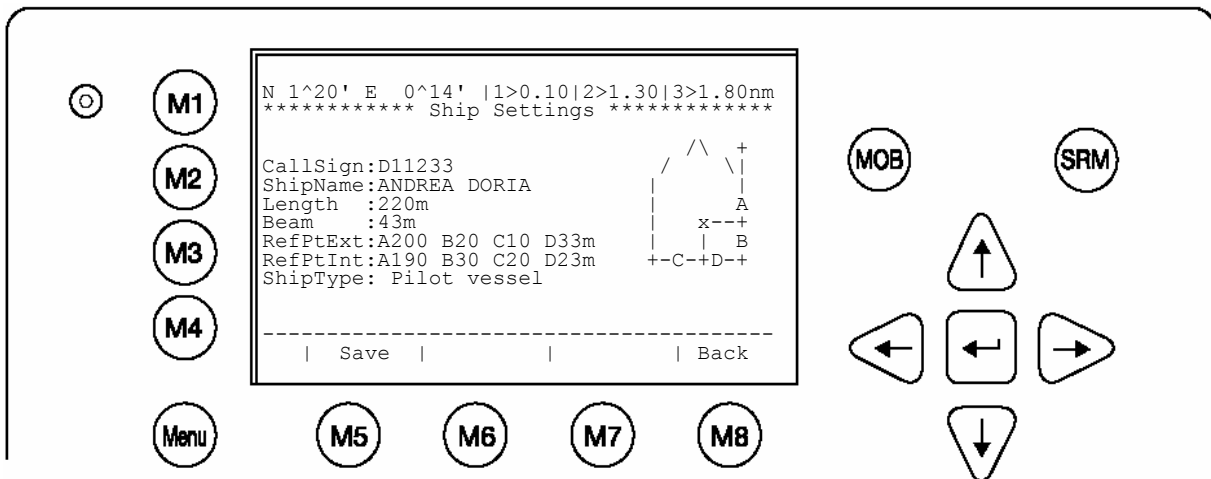 N 1^20' E  0^14' |1>0.10|2>1.30|3>1.80nm
************ Ship Settings *************
/\  +
CallSign:D11233 /  \|
ShipName:ANDREA DORIA | |
Length  :220m | A
Beam    :43m | x--+
RefPtExt:A200 B20 C10 D33m | | B
RefPtInt:A190 B30 C20 D23m +-C-+D-+
ShipType: Pilot vessel
----------------------------------------
| Save | | | Back
M1
M2
M3
M4
Menu
M5
M6
M7
M8
MOB
SRM